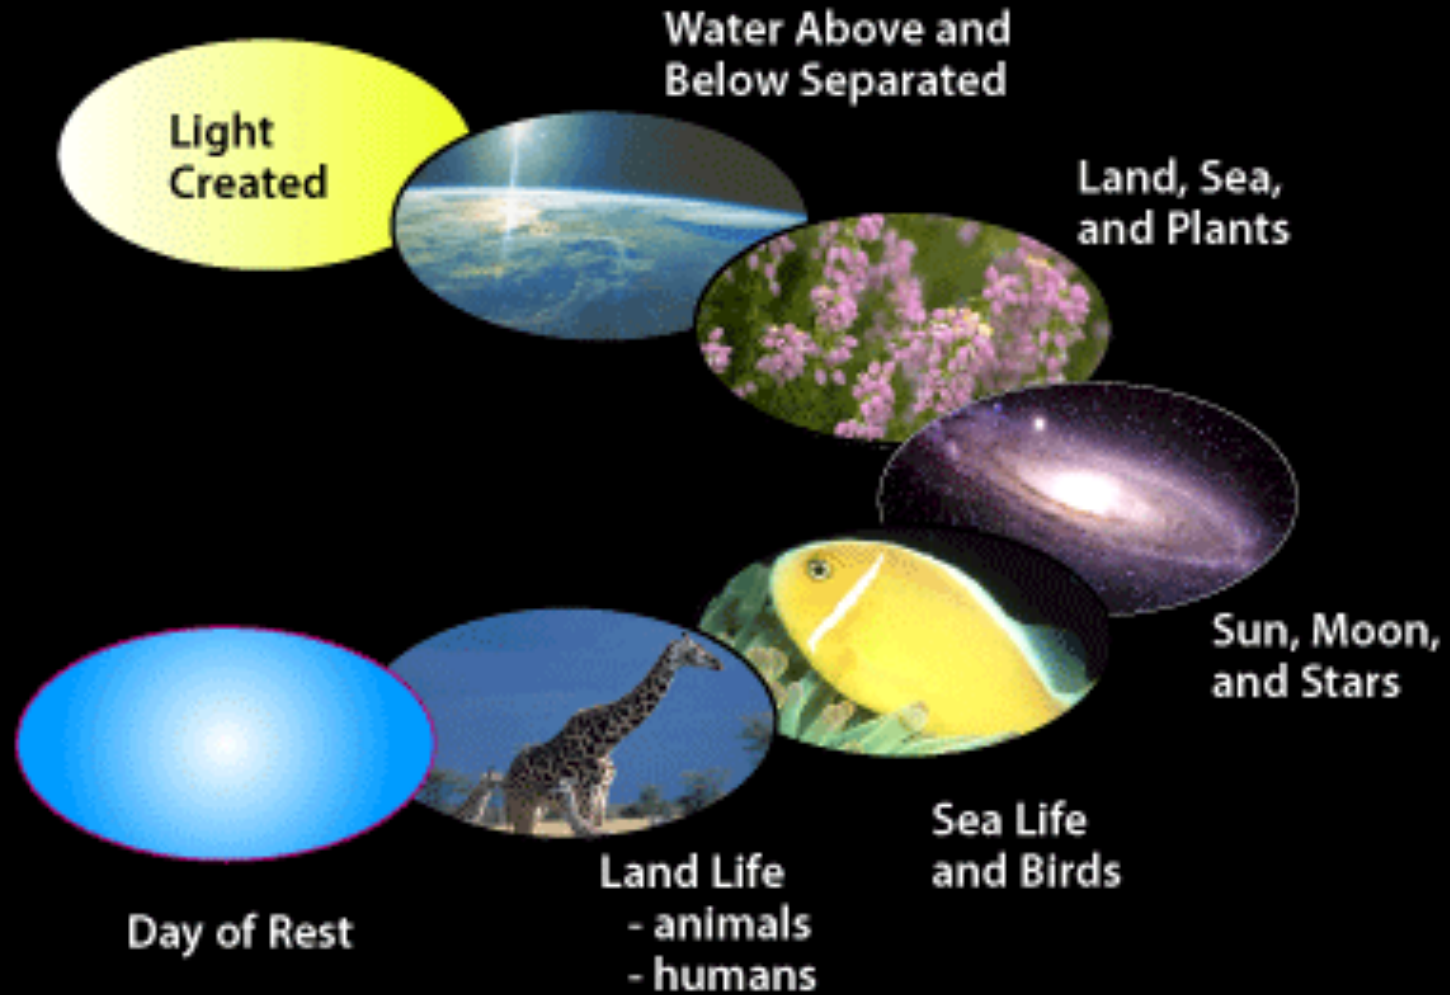 Light
Created
Water Above and
Below Separated
Land, Sea,
and Plants
Sun, Moon,
and Stars
Sea Life
and Birds
Land Life
- animals
- humans
Day of Rest